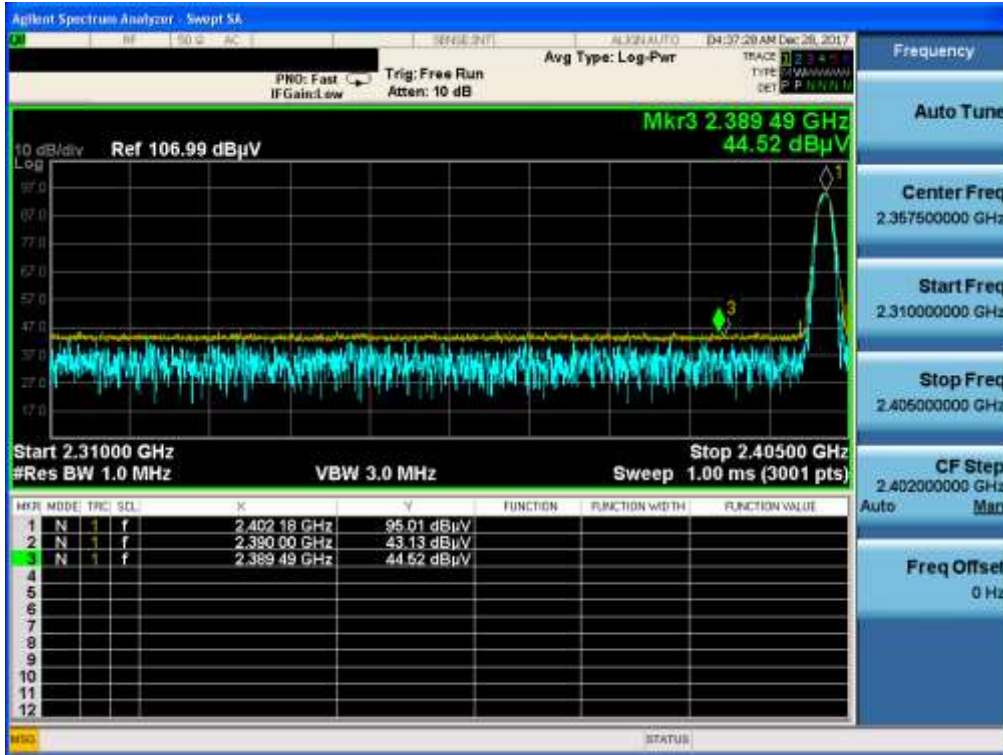 Agilent Spectrum Analyzer - Swept SA
RF 50 Ω AC SENSE:INT ALIGN AUTO 04:37:28 AM Dec 28, 2017
Avg Type: Log-Pwr
TRACE 1 2 3 4 5 6
PNO: Fast Trig: Free Run
TYPE M
IFGain:Low Atten: 10 dB
DET P P N N N N
Mkr3 2.389 49 GHz
10 dB/div Ref 106.99 dBµV 44.52 dBµV
Log
1
97.0
87.0
77.0
67.0
57.0
3
47.0
37.0
27.0
17.0
Start 2.31000 GHz Stop 2.40500 GHz
#Res BW 1.0 MHz VBW 3.0 MHz Sweep 1.00 ms (3001 pts)
MKR MODE TRC SCL X Y FUNCTION FUNCTION WIDTH FUNCTION VALUE
1 N 1 f 2.402 18 GHz 95.01 dBµV
2 N 1 f 2.390 00 GHz 43.13 dBµV
3 N 1 f 2.389 49 GHz 44.52 dBµV
4
5
6
7
8
9
10
11
12
MSG STATUS
Frequency
Auto Tune
Center Freq
2.357500000 GHz
Start Freq
2.310000000 GHz
Stop Freq
2.405000000 GHz
CF Step
2.402000000 GHz
Auto Man
Freq Offset
0 Hz